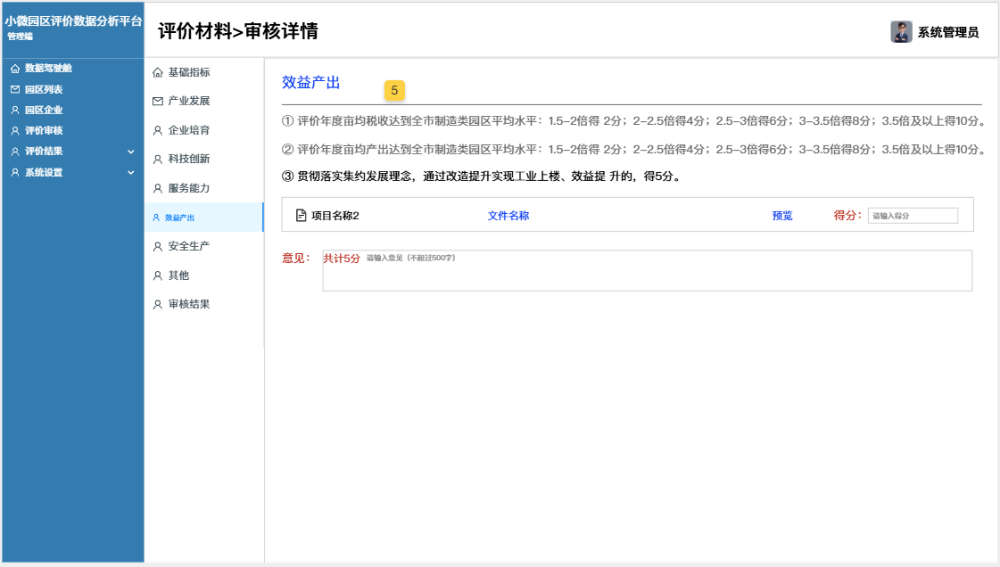 小微园区评价数据分析平台
管理端
数据驾驶舱
园区列表
园区企业
评价审核
评价结果
系统设置
评价材料>审核详情
系统管理员
基础指标
产业发展
企业培育
科技创新
服务能力
效益产出
安全生产
其他
审核结果
效益产出
5
① 评价年度亩均税收达到全市制造类园区平均水平：1.5–2倍得 2分；2–2.5倍得4分；2.5–3倍得6分；3–3.5倍得8分；3.5倍及以上得10分。
② 评价年度亩均产出达到全市制造类园区平均水平：1.5–2倍得 2分；2–2.5倍得4分；2.5–3倍得6分；3–3.5倍得8分；3.5倍及以上得10分。
③ 贯彻落实集约发展理念，通过改造提升实现工业上楼、效益提 升的，得5分。
项目名称2 文件名称 预览 得分： 请输入得分
意见： 共计5分 请输入意见（不超过500字）